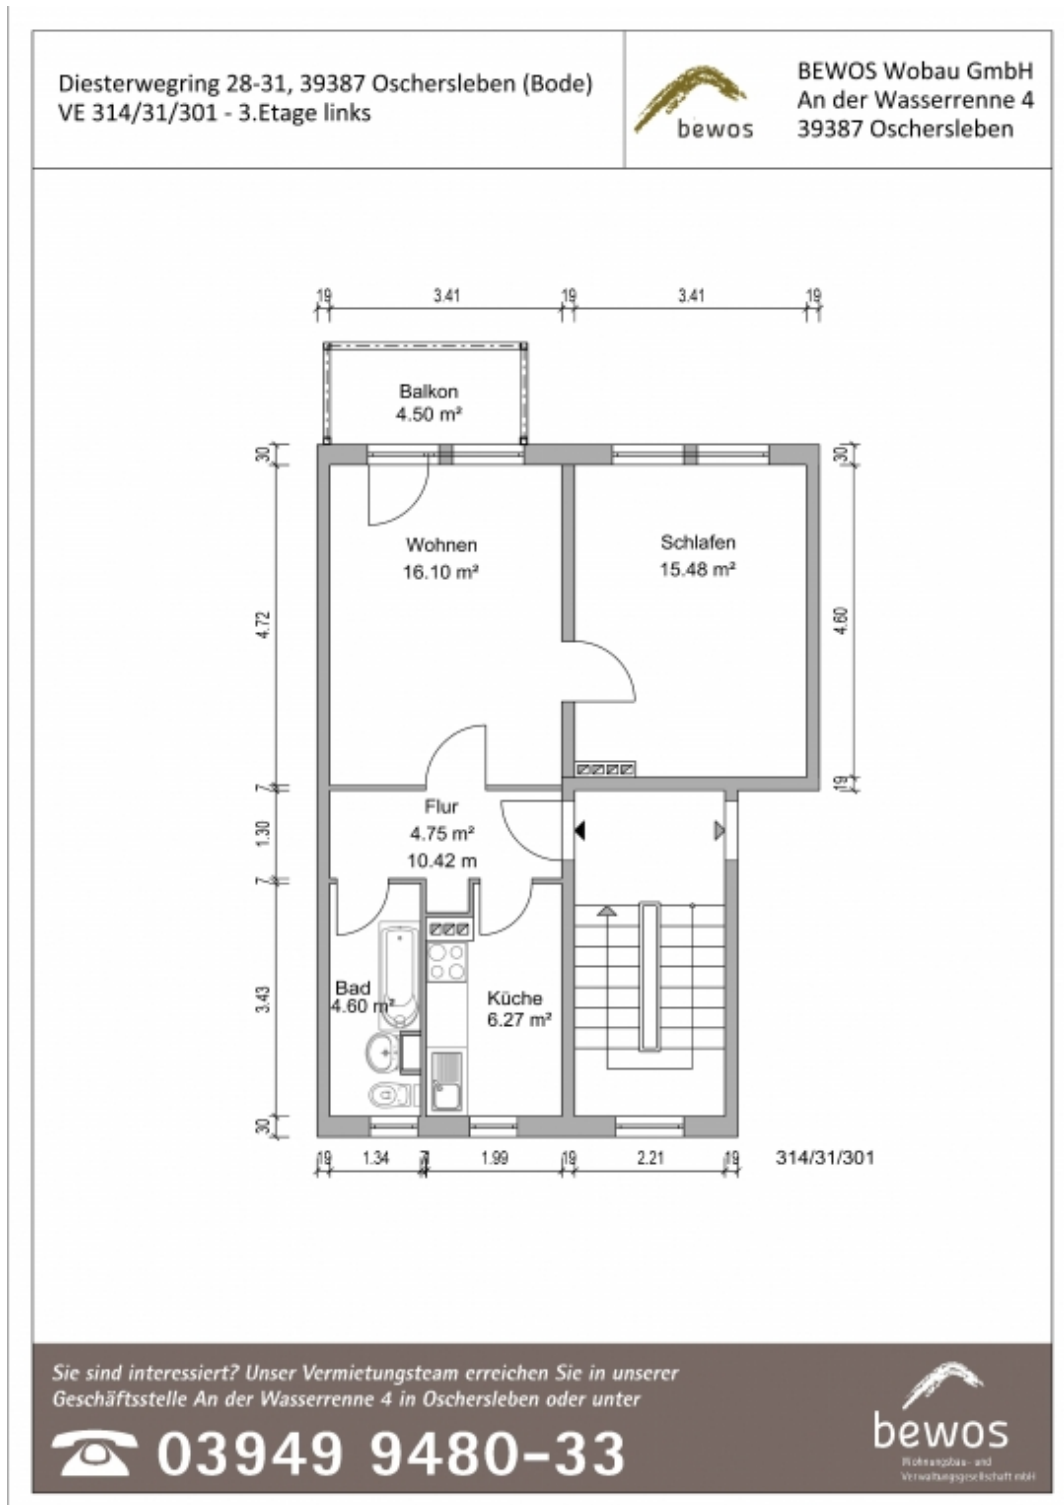 Diesterwegring 28-31, 39387 Oschersleben (Bode)
VE 314/31/301 - 3.Etage links
bewos
BEWOS Wobau GmbH
An der Wasserrenne 4
39387 Oschersleben
19 3.41 19 3.41 19
Balkon
4.50 m²
30
30
Wohnen
16.10 m²
Schlafen
15.48 m²
4.72
4.60
7
19
Flur
4.75 m²
10.42 m
1.30
7
Bad
4.60 m²
Küche
6.27 m²
3.43
30
19 1.34 7 1.99 19 2.21 19
314/31/301
Sie sind interessiert? Unser Vermietungsteam erreichen Sie in unserer
Geschäftsstelle An der Wasserrenne 4 in Oschersleben oder unter
03949 9480-33
bewos
Wohnungsbau- und
Verwaltungsgesellschaft mbH